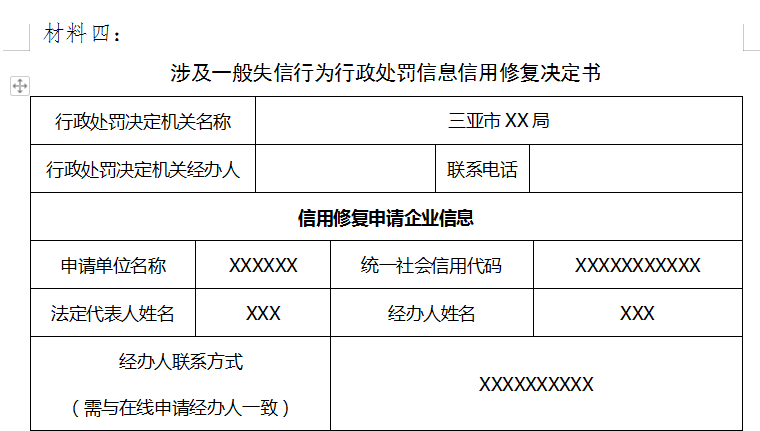 材料四：
涉及一般失信行为行政处罚信息信用修复决定书
行政处罚决定机关名称 三亚市 XX 局
行政处罚决定机关经办人 联系电话
信用修复申请企业信息
申请单位名称 XXXXXX 统一社会信用代码 XXXXXXXXXXX
法定代表人姓名 XXX 经办人姓名 XXX
经办人联系方式
（需与在线申请经办人一致） XXXXXXXXXX